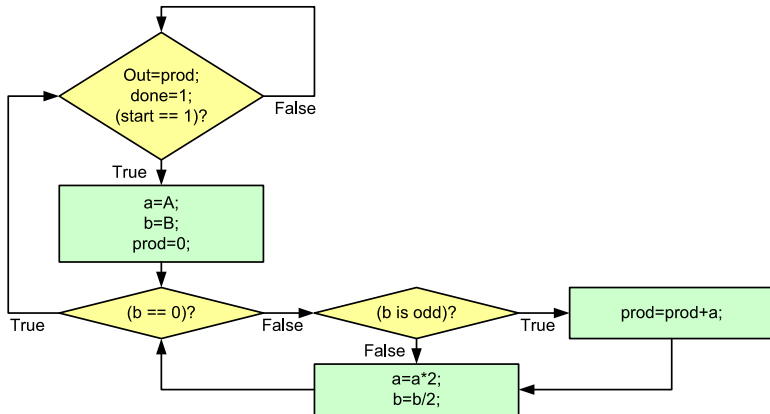 Out=prod;
done=1;
(start == 1)?
False
True
a=A;
b=B;
prod=0;
(b == 0)?
True
False
(b is odd)?
True
False
prod=prod+a;
a=a*2;
b=b/2;